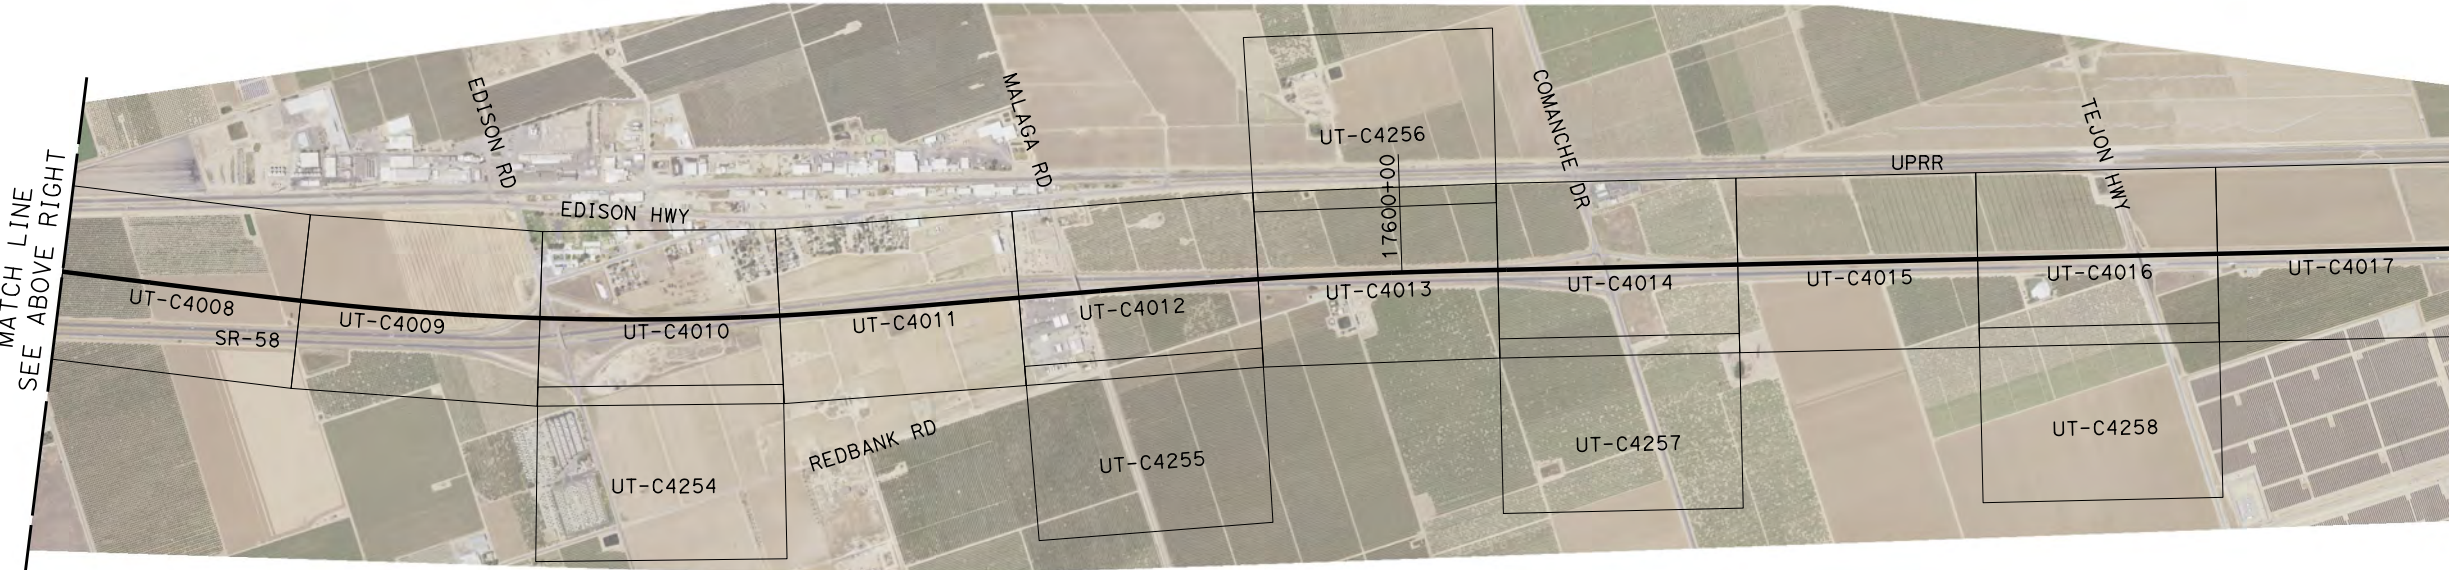 MATCH LINE
SEE ABOVE RIGHT
EDISON RD
MALAGA RD
COMANCHE DR
TEJON HWY
UT-C4256
17600+00
UPRR
EDISON HWY
UT-C4008
UT-C4009
UT-C4010
UT-C4011
UT-C4012
UT-C4013
UT-C4014
UT-C4015
UT-C4016
UT-C4017
SR-58
REDBANK RD
UT-C4254
UT-C4255
UT-C4257
UT-C4258